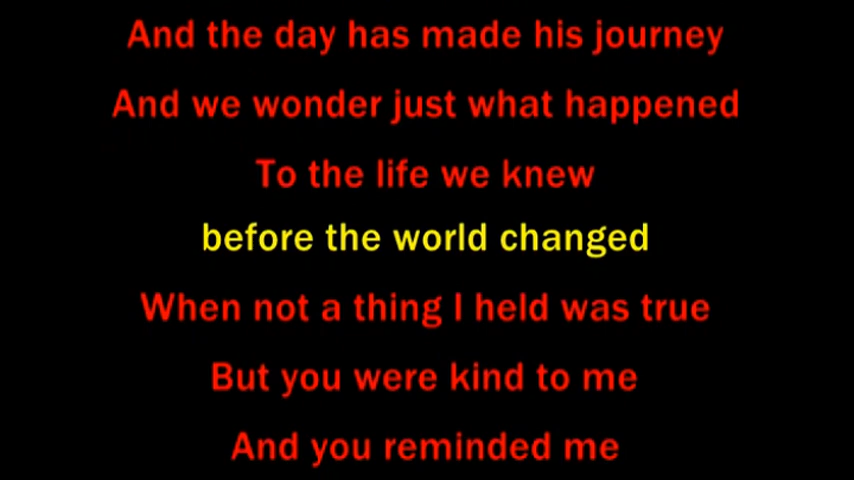 And the day has made his journey
And we wonder just what happened
To the life we knew
before the world changed
When not a thing I held was true
But you were kind to me
And you reminded me